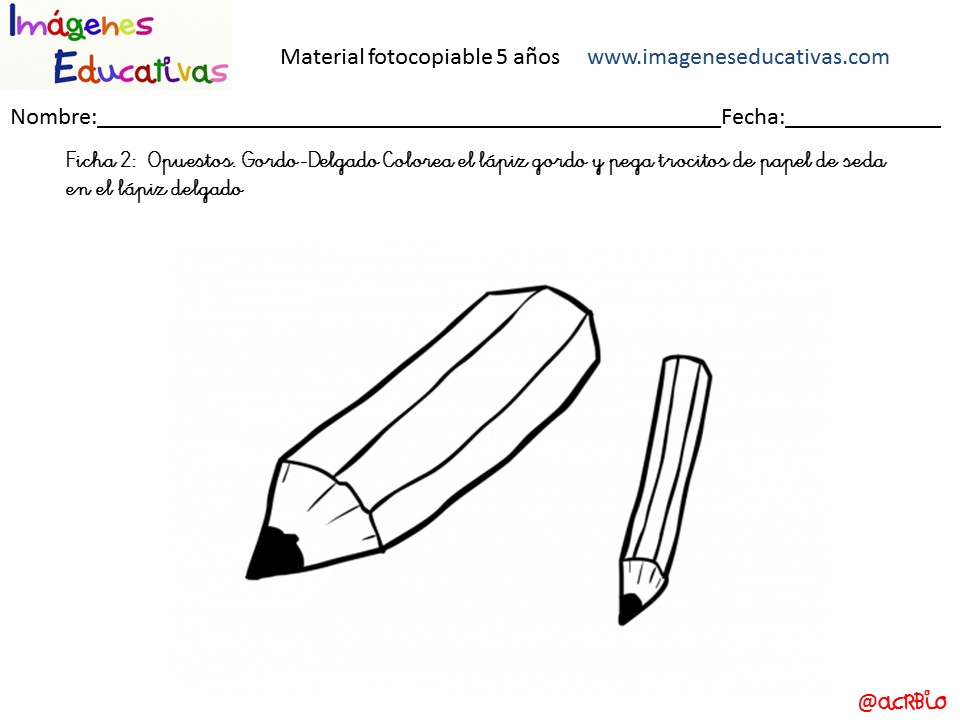 Imágenes
Educativas
Material fotocopiable 5 años www.imageneseducativas.com
Nombre:____________________Fecha:____________
Ficha 2: Opuestos. Gordo-Delgado Colorea el lápiz gordo y pega trocitos de papel de seda
en el lápiz delgado
@ACRBIO